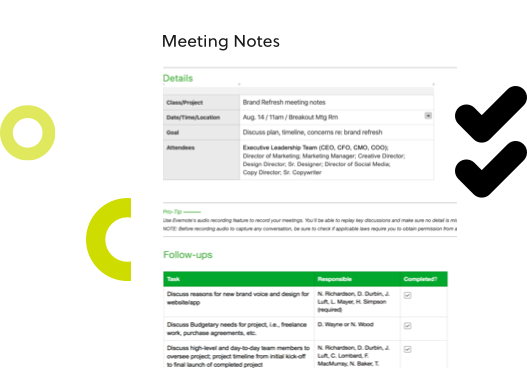 Meeting Notes
Details
Class/Project Brand Refresh meeting notes
Date/Time/Location Aug. 14 / 11am / Breakout Mtg Rm
Goal Discuss plan, timeline, concerns re: brand refresh
Attendees Executive Leadership Team (CEO, CFO, CMO, COO);
Director of Marketing; Marketing Manager; Creative Director;
Design Director; Sr. Designer; Director of Social Media;
Copy Director; Sr. Copywriter
Pro-Tip
Use Evernote's audio recording feature to record your meetings. You'll be able to replay key discussions and make sure no detail is
NOTE: Before recording audio to capture any conversation, be sure to check if applicable laws require you to obtain permission from
Follow-ups
Task Responsible Completed?
Discuss reasons for new brand voice and design for N. Richardson, D. Durbin, J.
website/app Luft, L. Mayer, H. Simpson
(required)
Discuss Budgetary needs for project, i.e., freelance D. Wayne or N. Wood
work, purchase agreements, etc.
Discuss high-level and day-to-day team members to N. Richardson, D. Durbin, J.
oversee project; project timeline from initial kick-off Luft, C. Lombard, F.
to final launch of completed project MacMurray, N. Baker, T.